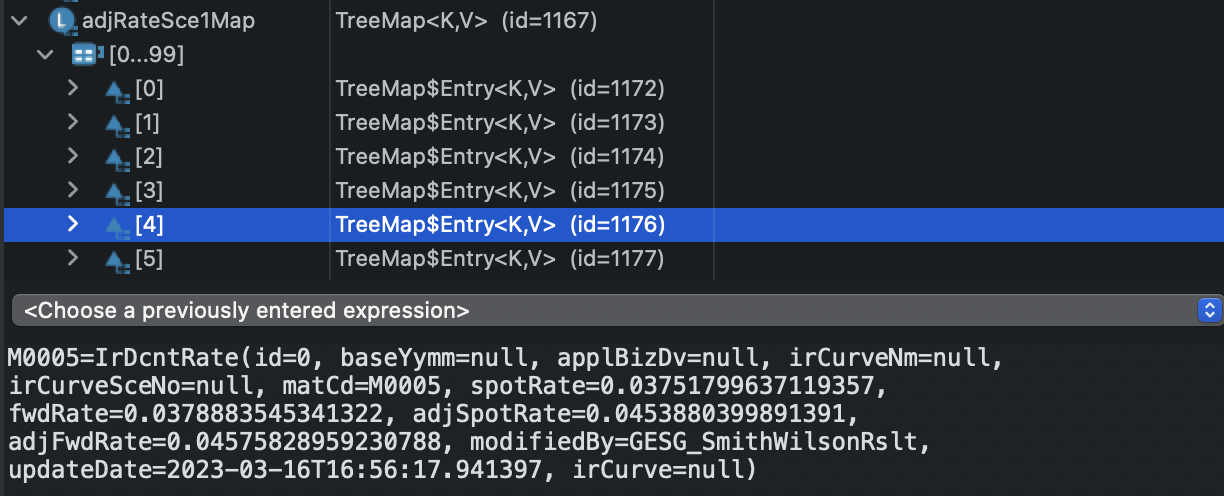 adjRateSce1Map TreeMap<K,V> (id=1167)
[0...99]
[0] TreeMap$Entry<K,V> (id=1172)
[1] TreeMap$Entry<K,V> (id=1173)
[2] TreeMap$Entry<K,V> (id=1174)
[3] TreeMap$Entry<K,V> (id=1175)
[4] TreeMap$Entry<K,V> (id=1176)
[5] TreeMap$Entry<K,V> (id=1177)
<Choose a previously entered expression>
M0005=IrDcntRate(id=0, baseYymm=null, applBizDv=null, irCurveNm=null,
irCurveSceNo=null, matCd=M0005, spotRate=0.03751799637119357,
fwdRate=0.0378883545341322, adjSpotRate=0.0453880399891391,
adjFwdRate=0.04575828959230788, modifiedBy=GESG_SmithWilsonRslt,
updateDate=2023-03-16T16:56:17.941397, irCurve=null)